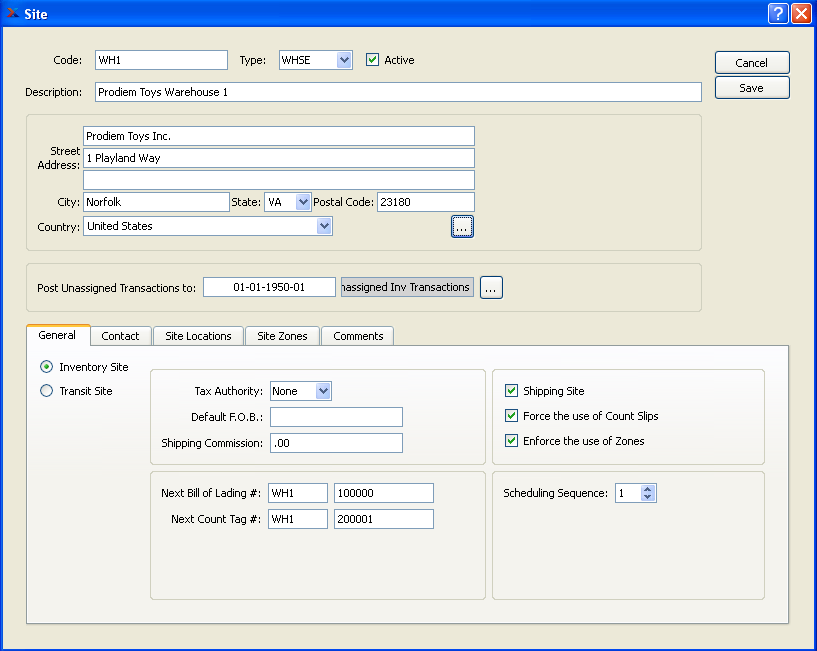 Site
Code: WH1 Type: WHSE Active
Cancel
Description: Prodiem Toys Warehouse 1
Save
Prodiem Toys Inc.
Street Address: 1 Playland Way
City: Norfolk State: VA Postal Code: 23180
Country: United States ...
Post Unassigned Transactions to: 01-01-1950-01 nassigned Inv Transactions ...
General Contact Site Locations Site Zones Comments
Inventory Site
Transit Site
Tax Authority: None
Default F.O.B.:
Shipping Commission: .00
Shipping Site
Force the use of Count Slips
Enforce the use of Zones
Next Bill of Lading #: WH1 100000
Next Count Tag #: WH1 200001
Scheduling Sequence: 1